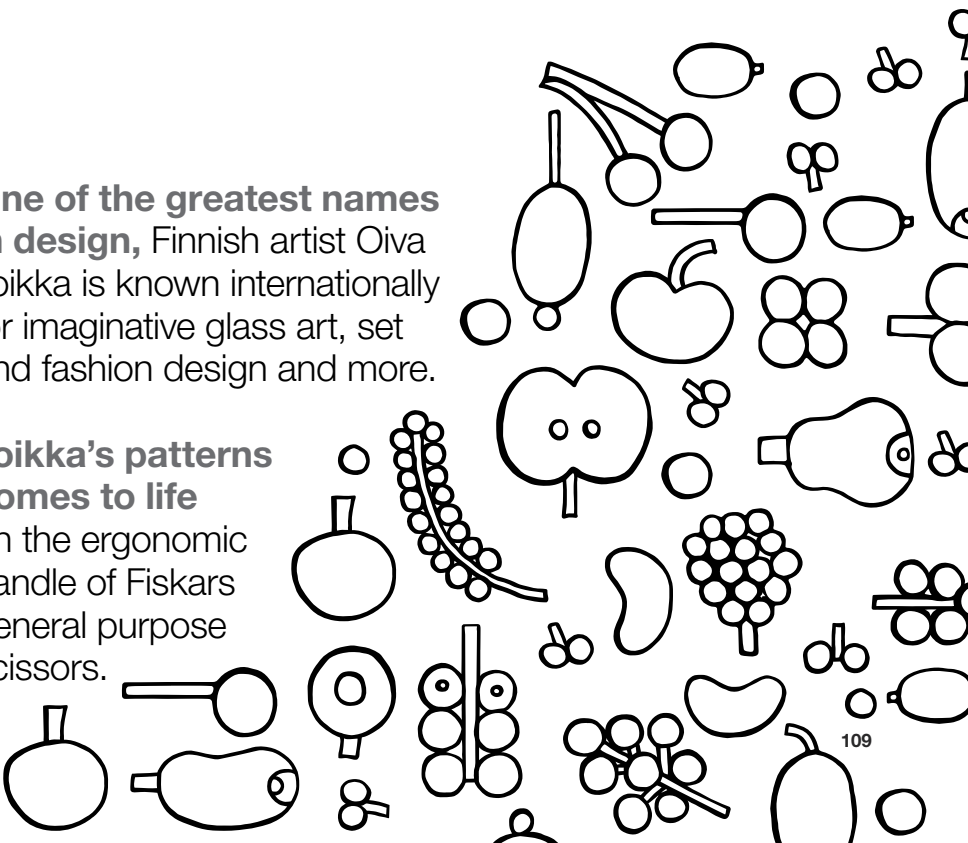 ne of the greatest names
n design, Finnish artist Oiva
oikka is known internationally
or imaginative glass art, set
nd fashion design and more.
oikka’s patterns
omes to life
n the ergonomic
andle of Fiskars
eneral purpose
cissors.
109